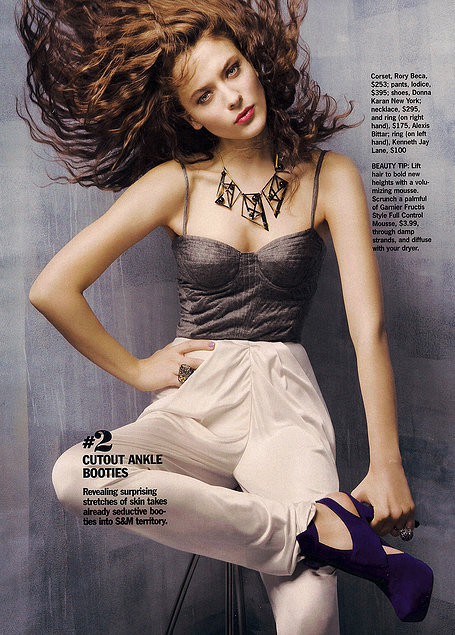 Corset, Rory Beca,
$253; pants, Iodice,
$395; shoes, Donna
Karan New York;
necklace, $295,
and ring (on right
hand), $175, Alexis
Bittar; ring (on left
hand), Kenneth Jay
Lane, $100
BEAUTY TIP: Lift
hair to bold new
heights with a volu-
mizing mousse.
Scrunch a palmful
of Garnier Fructis
Style Full Control
Mousse, $3.99,
through damp
strands, and diffuse
with your dryer.
#2
CUTOUT ANKLE
BOOTIES
Revealing surprising
stretches of skin takes
already seductive boo-
ties into S&M territory.